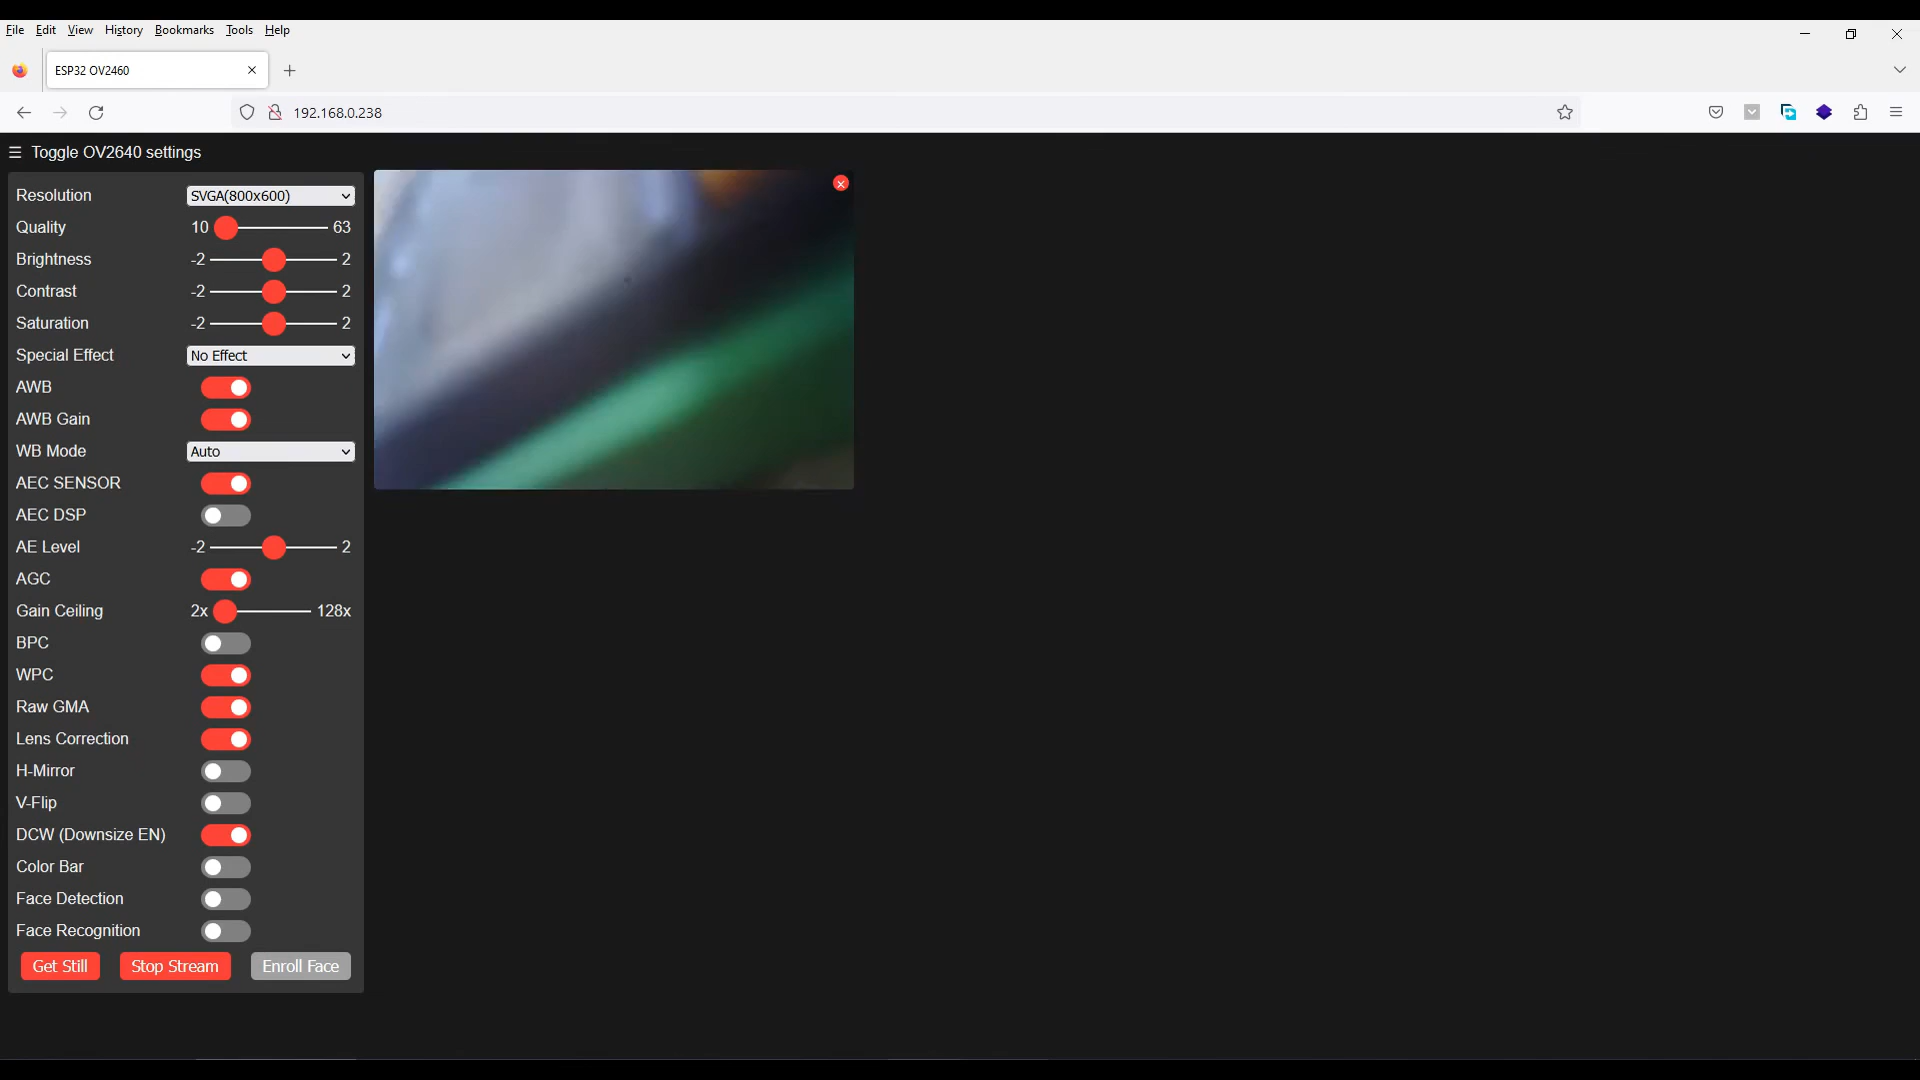 File Edit View History Bookmarks Tools Help
ESP32 OV2460
192.168.0.238
☰ Toggle OV2640 settings
Resolution SVGA(800x600)
Quality 10 63
Brightness -2 2
Contrast -2 2
Saturation -2 2
Special Effect No Effect
AWB
AWB Gain
WB Mode Auto
AEC SENSOR
AEC DSP
AE Level -2 2
AGC
Gain Ceiling 2x 128x
BPC
WPC
Raw GMA
Lens Correction
H-Mirror
V-Flip
DCW (Downsize EN)
Color Bar
Face Detection
Face Recognition
Get Still Stop Stream Enroll Face